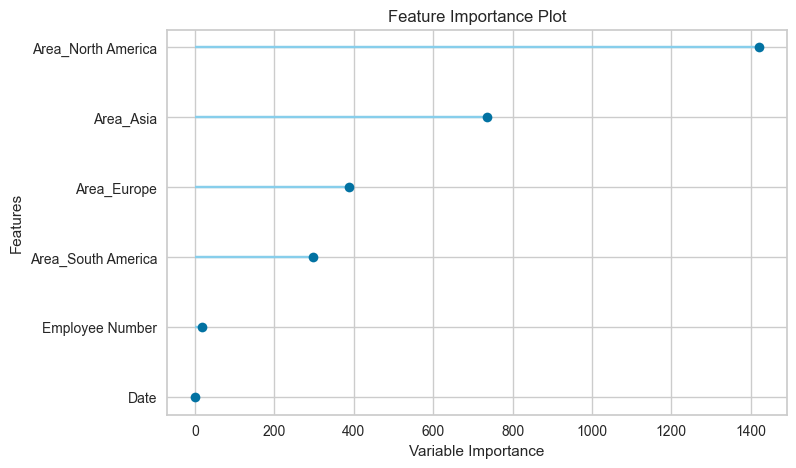 Feature Importance Plot
Area_North America
Area_Asia
Area_Europe
Area_South America
Employee Number
Date
Features
0 200 400 600 800 1000 1200 1400
Variable Importance